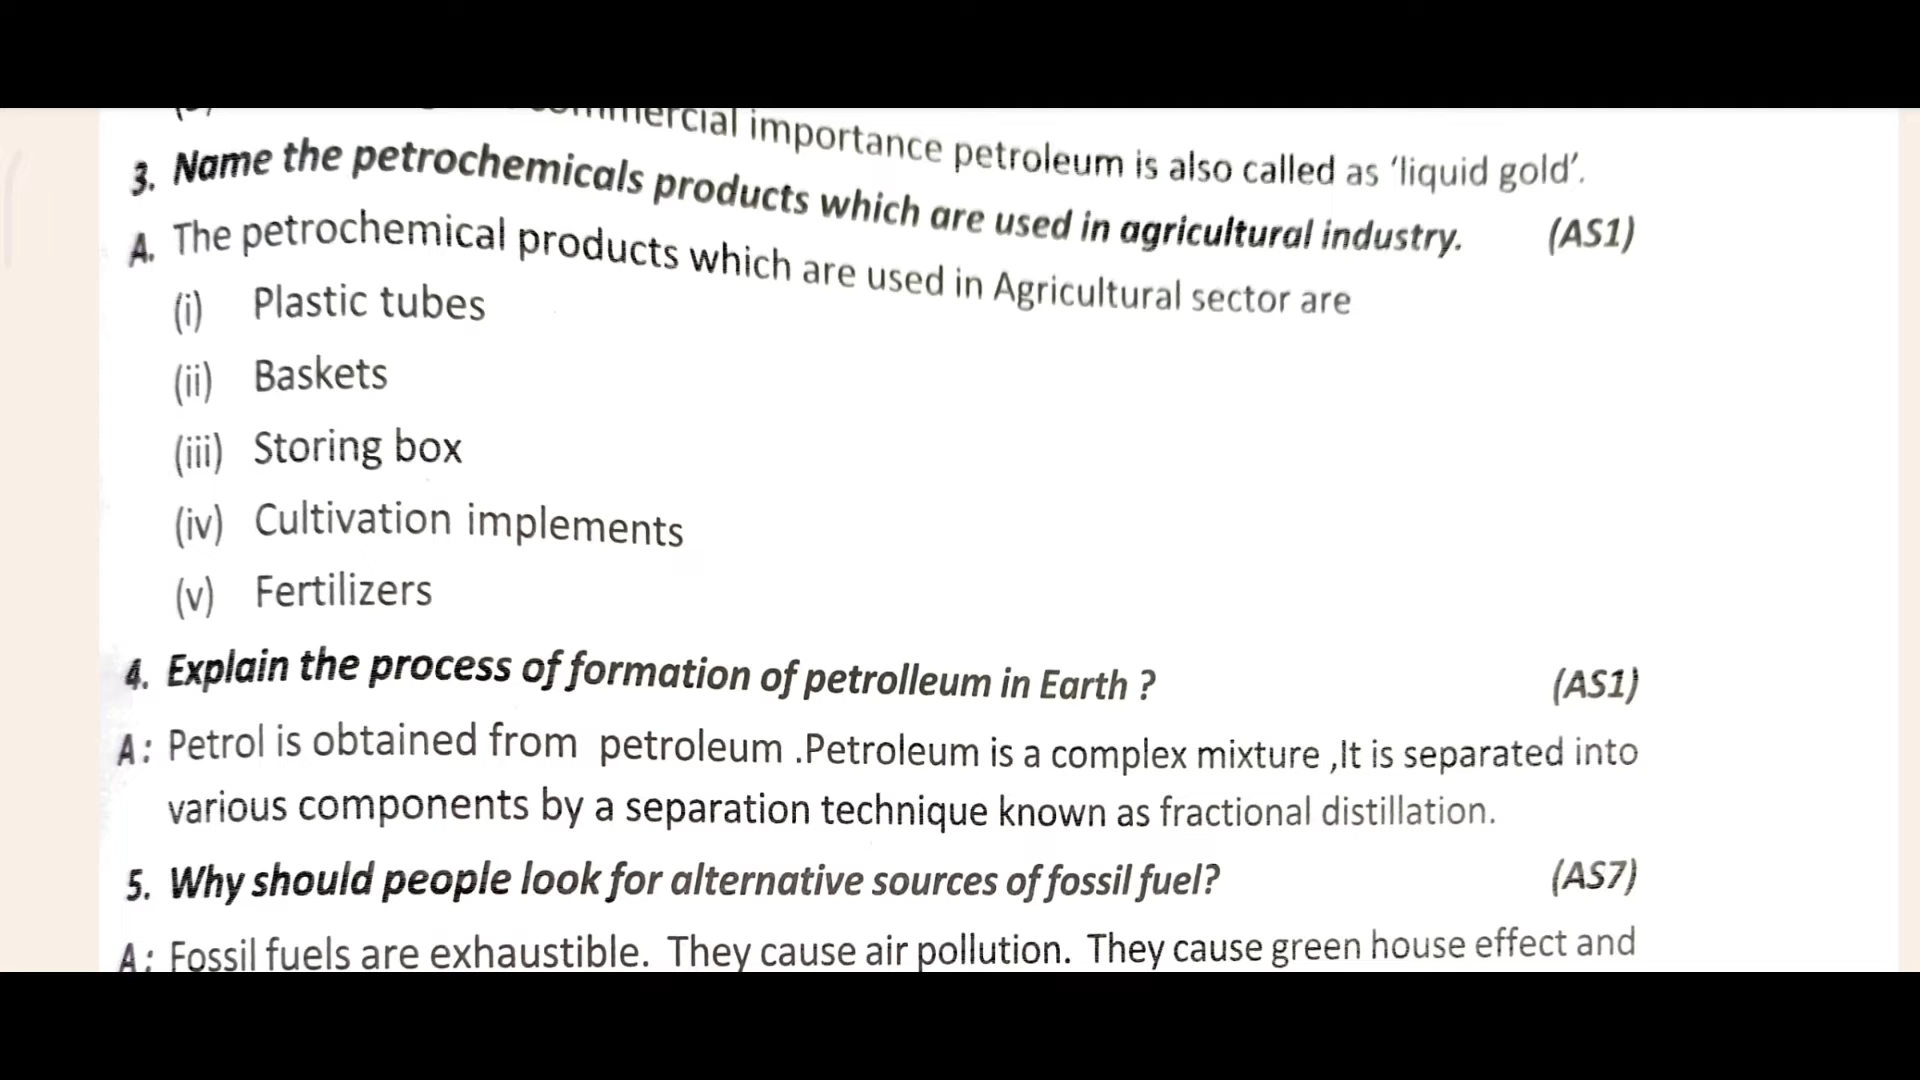 commercial importance petroleum is also called as ‘liquid gold’.
3. Name the petrochemicals products which are used in agricultural industry. (AS1)
A. The petrochemical products which are used in Agricultural sector are
(i) Plastic tubes
(ii) Baskets
(iii) Storing box
(iv) Cultivation implements
(v) Fertilizers
4. Explain the process of formation of petrolleum in Earth ? (AS1)
A : Petrol is obtained from petroleum .Petroleum is a complex mixture ,It is separated into
various components by a separation technique known as fractional distillation.
5. Why should people look for alternative sources of fossil fuel? (AS7)
A : Fossil fuels are exhaustible. They cause air pollution. They cause green house effect and